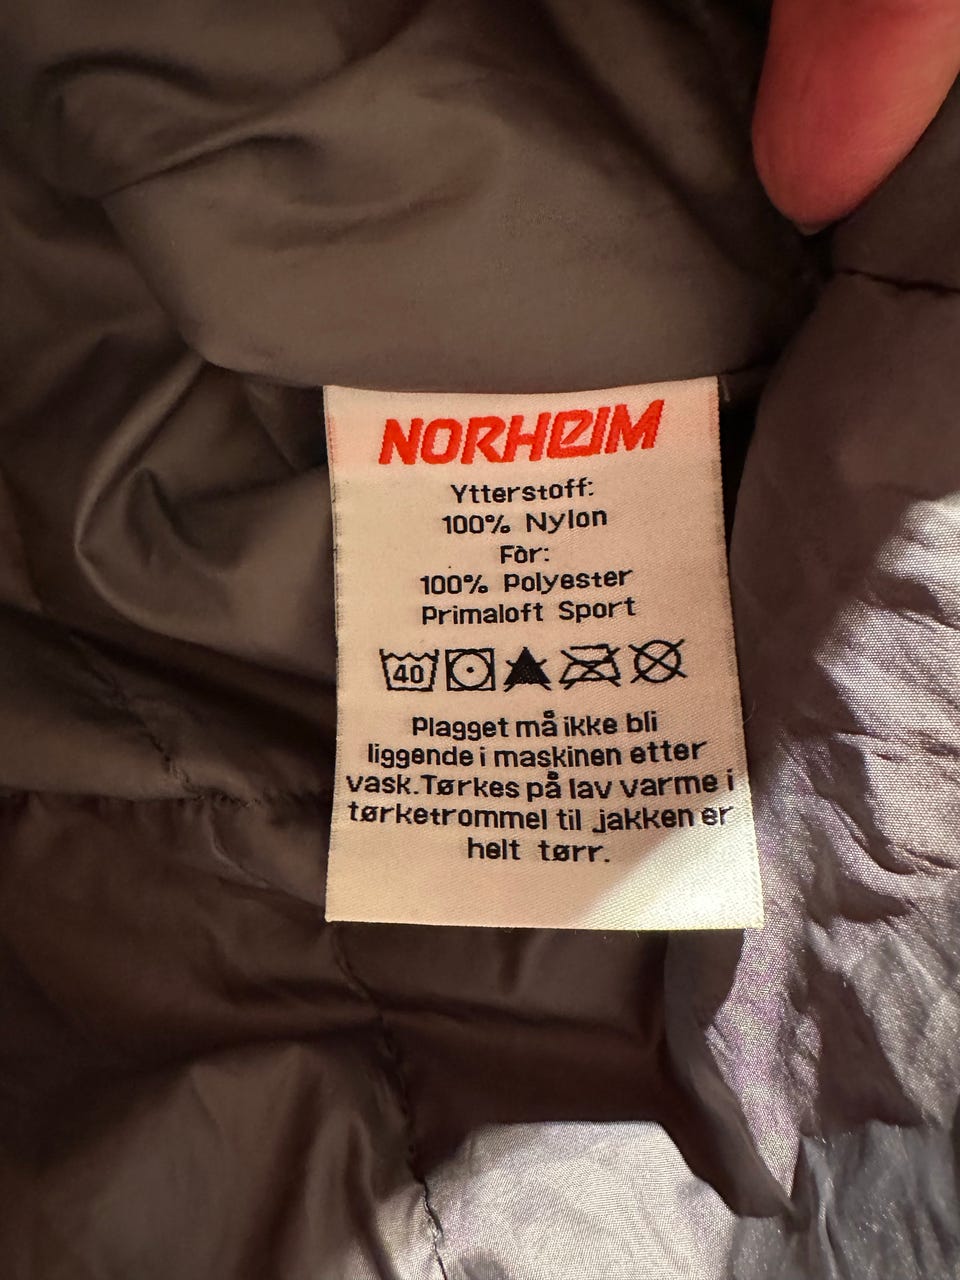 NORHEIM
Ytterstoff:
100% Nylon
Fòr:
100% Polyester
Primaloft Sport
40
Plagget må ikke bli
liggende i maskinen etter
vask.Tørkes på lav varme i
tørketrommel til jakken er
helt tørr.